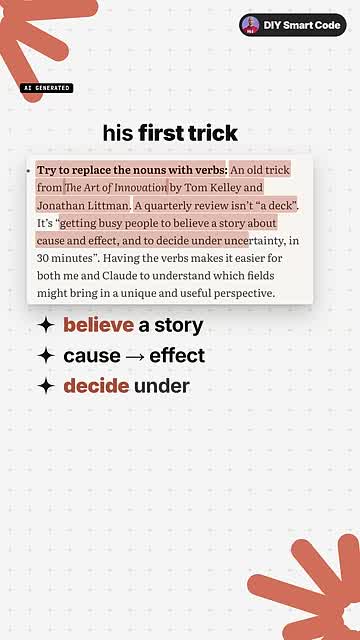 DIY Smart Code
AI GENERATED
his first trick
• Try to replace the nouns with verbs: An old trick
from The Art of Innovation by Tom Kelley and
Jonathan Littman. A quarterly review isn’t “a deck”.
It’s “getting busy people to believe a story about
cause and effect, and to decide under uncertainty, in
30 minutes”. Having the verbs makes it easier for
both me and Claude to understand which fields
might bring in a unique and useful perspective.
✦ believe a story
✦ cause → effect
✦ decide under